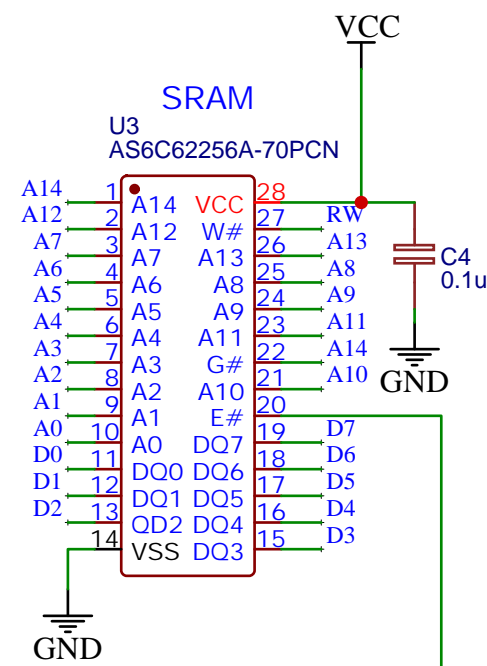 VCC
SRAM
U3
AS6C62256A-70PCN
A14 1 A14 VCC 28
A12 2 A12 W# 27 RW
A7 3 A7 A13 26 A13
A6 4 A6 A8 25 A8
A5 5 A5 A9 24 A9
A4 6 A4 A11 23 A11
A3 7 A3 G# 22 A14
A2 8 A2 A10 21 A10
A1 9 A1 E# 20
A0 10 A0 DQ7 19 D7
D0 11 DQ0 DQ6 18 D6
D1 12 DQ1 DQ5 17 D5
D2 13 QD2 DQ4 16 D4
14 VSS DQ3 15 D3
C4
0.1u
GND
GND